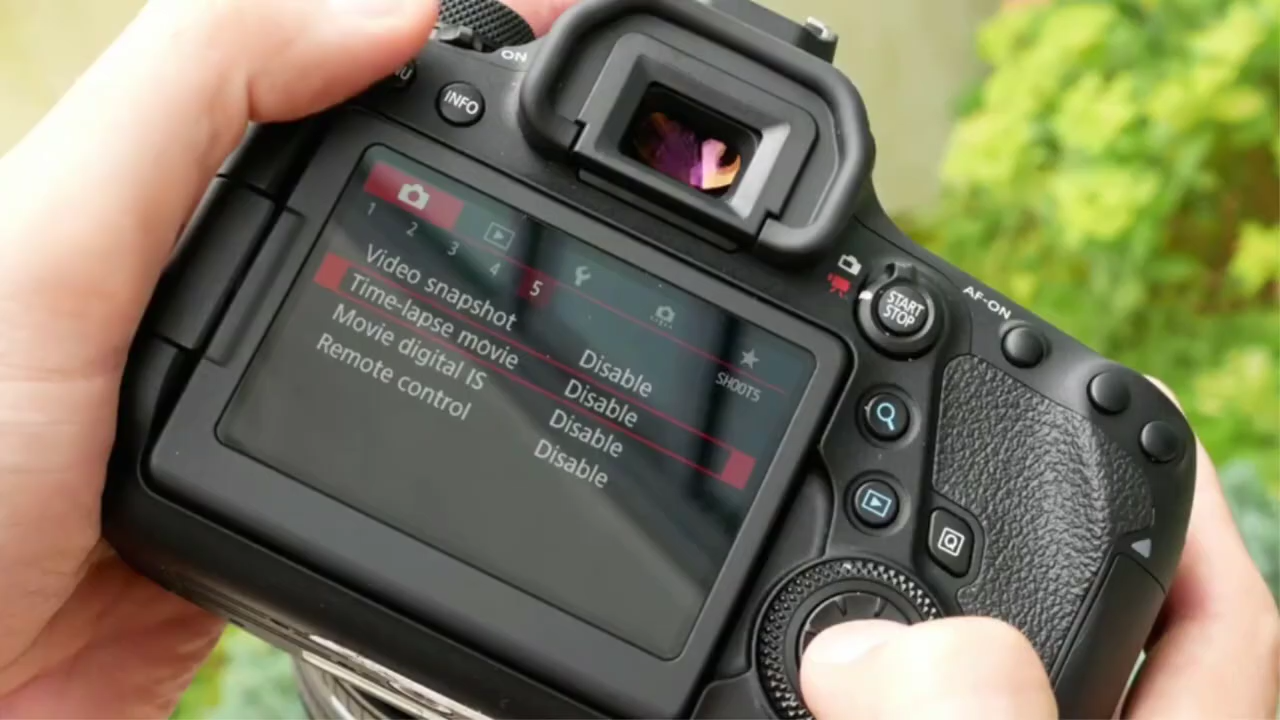 ON
INFO
1 2 3 4 5
SHOOT5
Video snapshot Disable
Time-lapse movie Disable
Movie digital IS Disable
Remote control Disable
START
STOP
AF-ON
Q